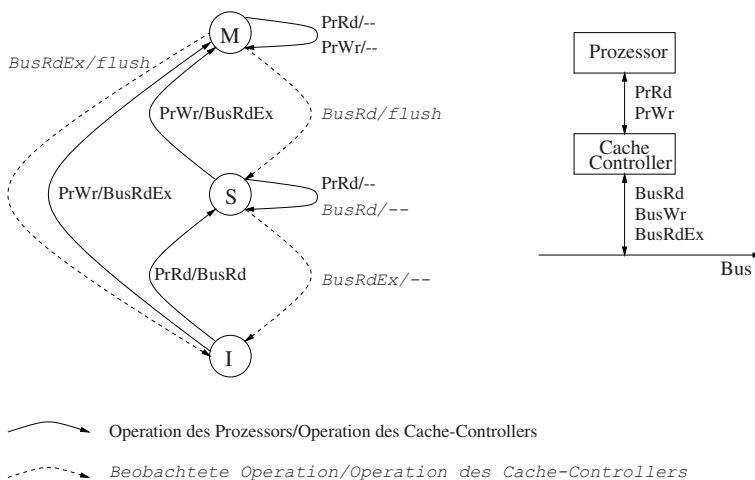 M
PrRd/--
PrWr/--
BusRdEx/flush
PrWr/BusRdEx
BusRd/flush
PrWr/BusRdEx
S
PrRd/--
BusRd/--
PrRd/BusRd
BusRdEx/--
I
Prozessor
PrRd
PrWr
Cache
Controller
BusRd
BusWr
BusRdEx
Bus
Operation des Prozessors/Operation des Cache-Controllers
Beobachtete Operation/Operation des Cache-Controllers